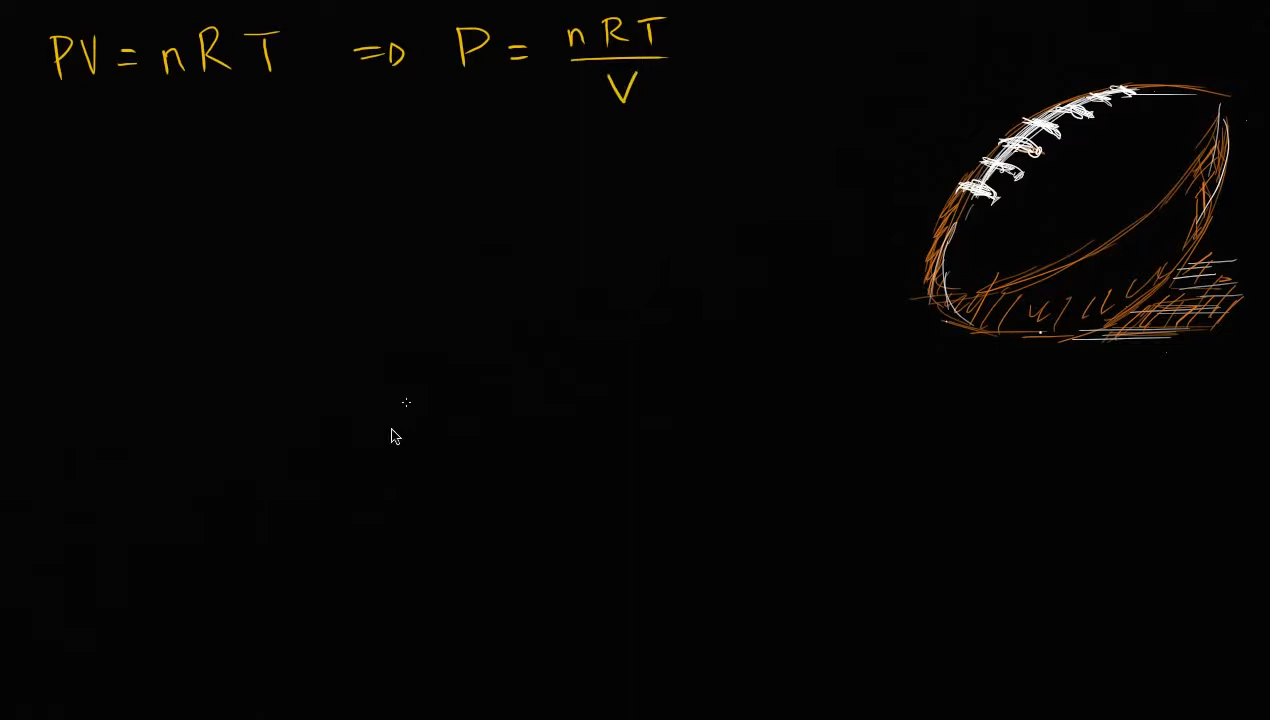 PV = nRT ⇒ P = nRT/V